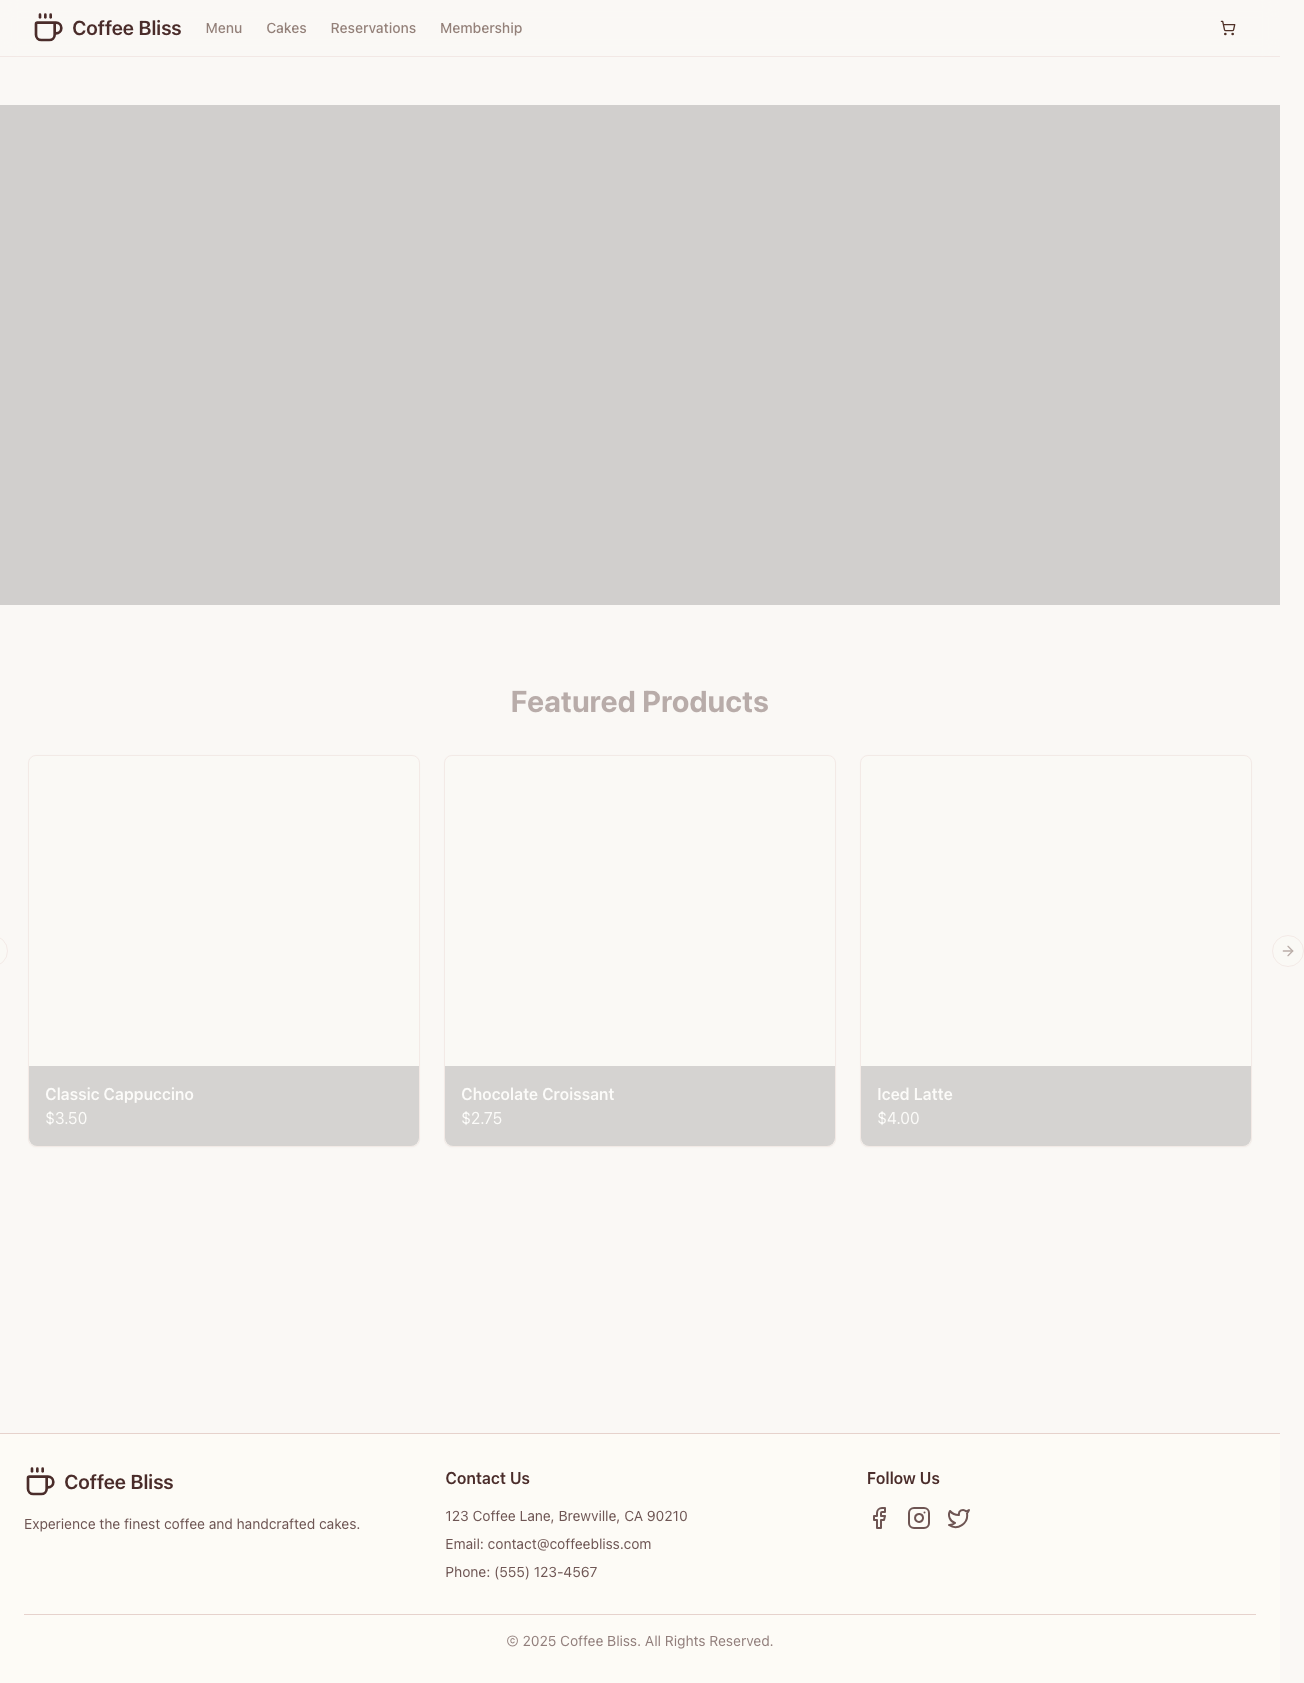 Coffee Bliss
Menu
Cakes
Reservations
Membership
Featured Products
Classic Cappuccino
$3.50
Chocolate Croissant
$2.75
Iced Latte
$4.00
Coffee Bliss
Experience the finest coffee and handcrafted cakes.
Contact Us
123 Coffee Lane, Brewville, CA 90210
Email: contact@coffeebliss.com
Phone: (555) 123-4567
Follow Us
© 2025 Coffee Bliss. All Rights Reserved.